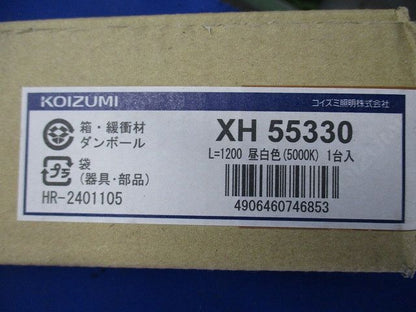 KOIZUMI
コイズミ照明株式会社
箱・緩衝材
ダンボール
プラ
袋
(器具・部品)
HR-2401105
XH 55330
L=1200 昼白色(5000K) 1台入
4906460746853